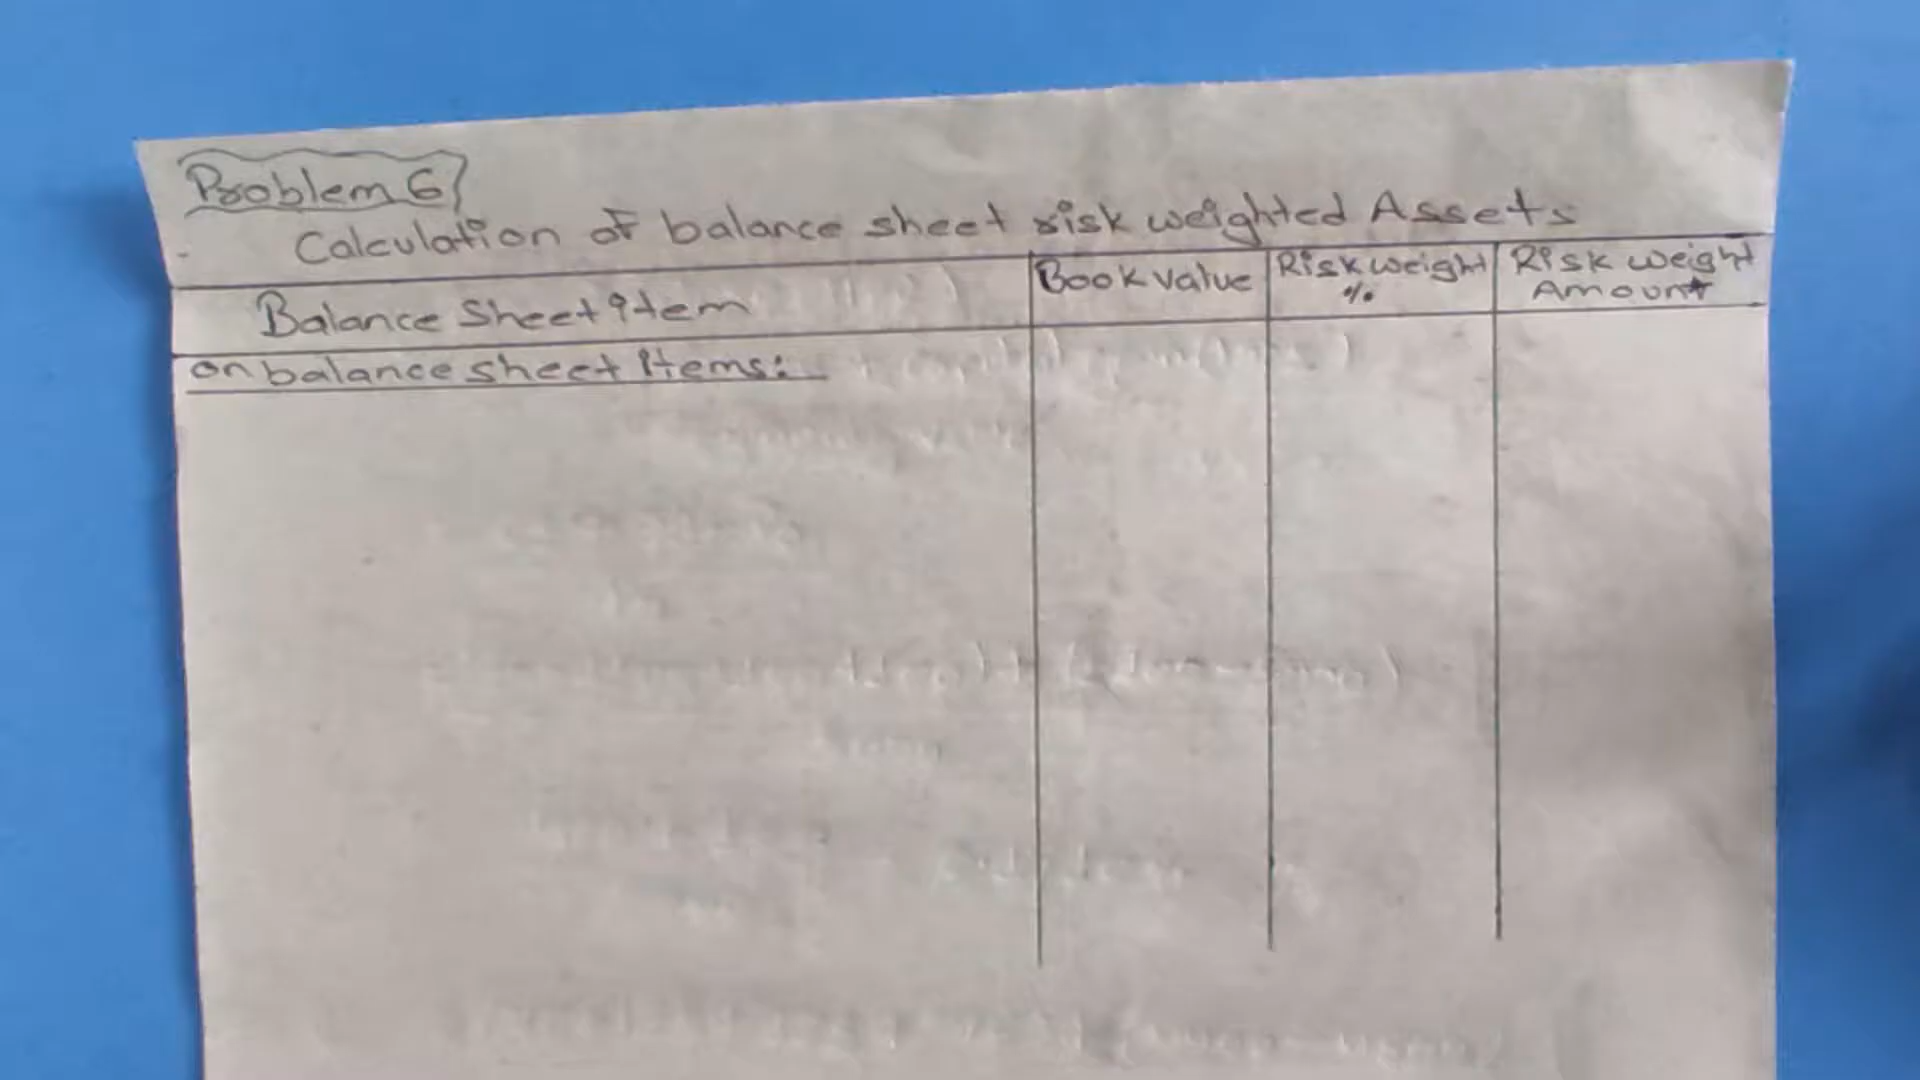 Problem 6
Calculation of balance sheet risk weighted Assets
Balance Sheet item
Book value
Risk weight %
Risk weight Amount
on balance sheet items: